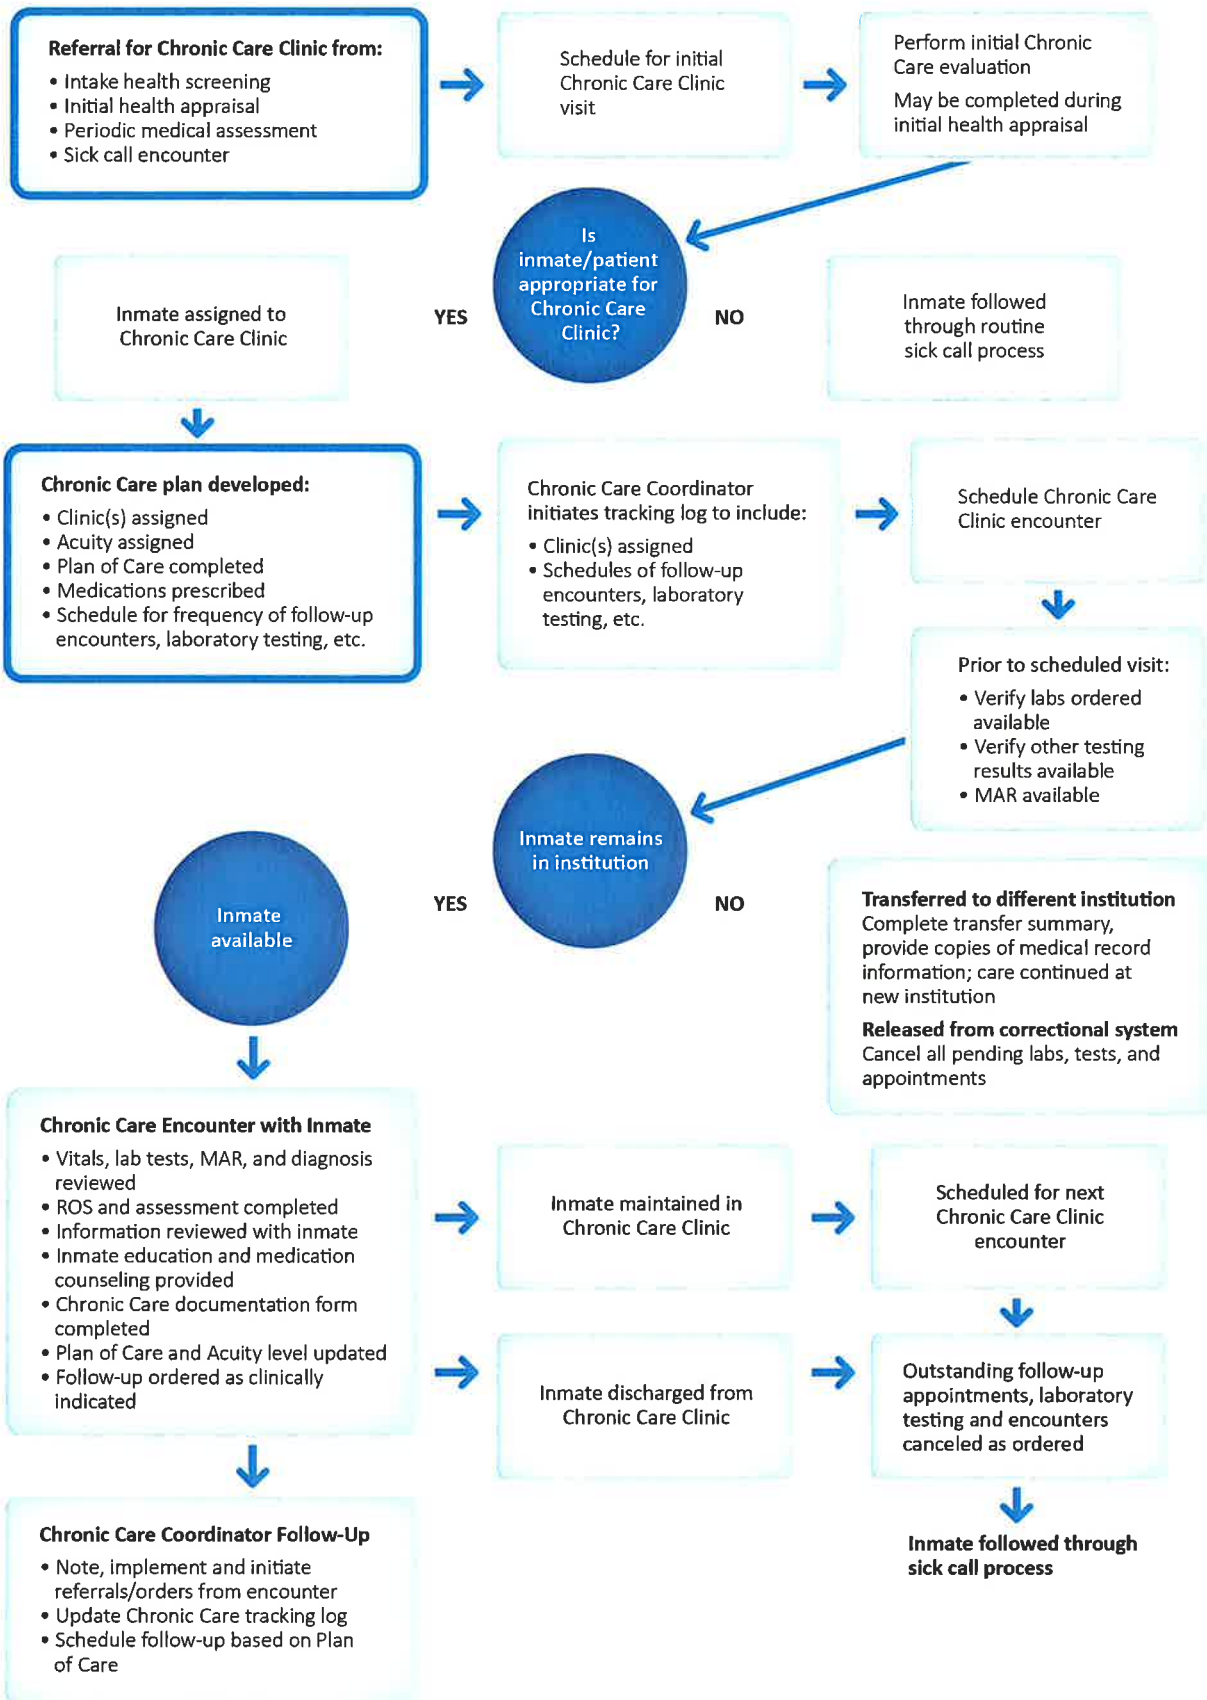 Referral for Chronic Care Clinic from:
• Intake health screening
• Initial health appraisal
• Periodic medical assessment
• Sick call encounter
Schedule for initial
Chronic Care Clinic
visit
Perform initial Chronic
Care evaluation
May be completed during
initial health appraisal
Is
inmate/patient
appropriate for
Chronic Care
Clinic?
YES
NO
Inmate assigned to
Chronic Care Clinic
Inmate followed
through routine
sick call process
Chronic Care plan developed:
• Clinic(s) assigned
• Acuity assigned
• Plan of Care completed
• Medications prescribed
• Schedule for frequency of follow-up
encounters, laboratory testing, etc.
Chronic Care Coordinator
initiates tracking log to include:
• Clinic(s) assigned
• Schedules of follow-up
encounters, laboratory
testing, etc.
Schedule Chronic Care
Clinic encounter
Prior to scheduled visit:
• Verify labs ordered
available
• Verify other testing
results available
• MAR available
Inmate remains
in institution
YES
NO
Inmate
available
Transferred to different institution
Complete transfer summary,
provide copies of medical record
information; care continued at
new institution
Released from correctional system
Cancel all pending labs, tests, and
appointments
Chronic Care Encounter with Inmate
• Vitals, lab tests, MAR, and diagnosis
reviewed
• ROS and assessment completed
• Information reviewed with inmate
• Inmate education and medication
counseling provided
• Chronic Care documentation form
completed
• Plan of Care and Acuity level updated
• Follow-up ordered as clinically
indicated
Inmate maintained in
Chronic Care Clinic
Scheduled for next
Chronic Care Clinic
encounter
Inmate discharged from
Chronic Care Clinic
Outstanding follow-up
appointments, laboratory
testing and encounters
canceled as ordered
Inmate followed through
sick call process
Chronic Care Coordinator Follow-Up
• Note, implement and initiate
referrals/orders from encounter
• Update Chronic Care tracking log
• Schedule follow-up based on Plan
of Care